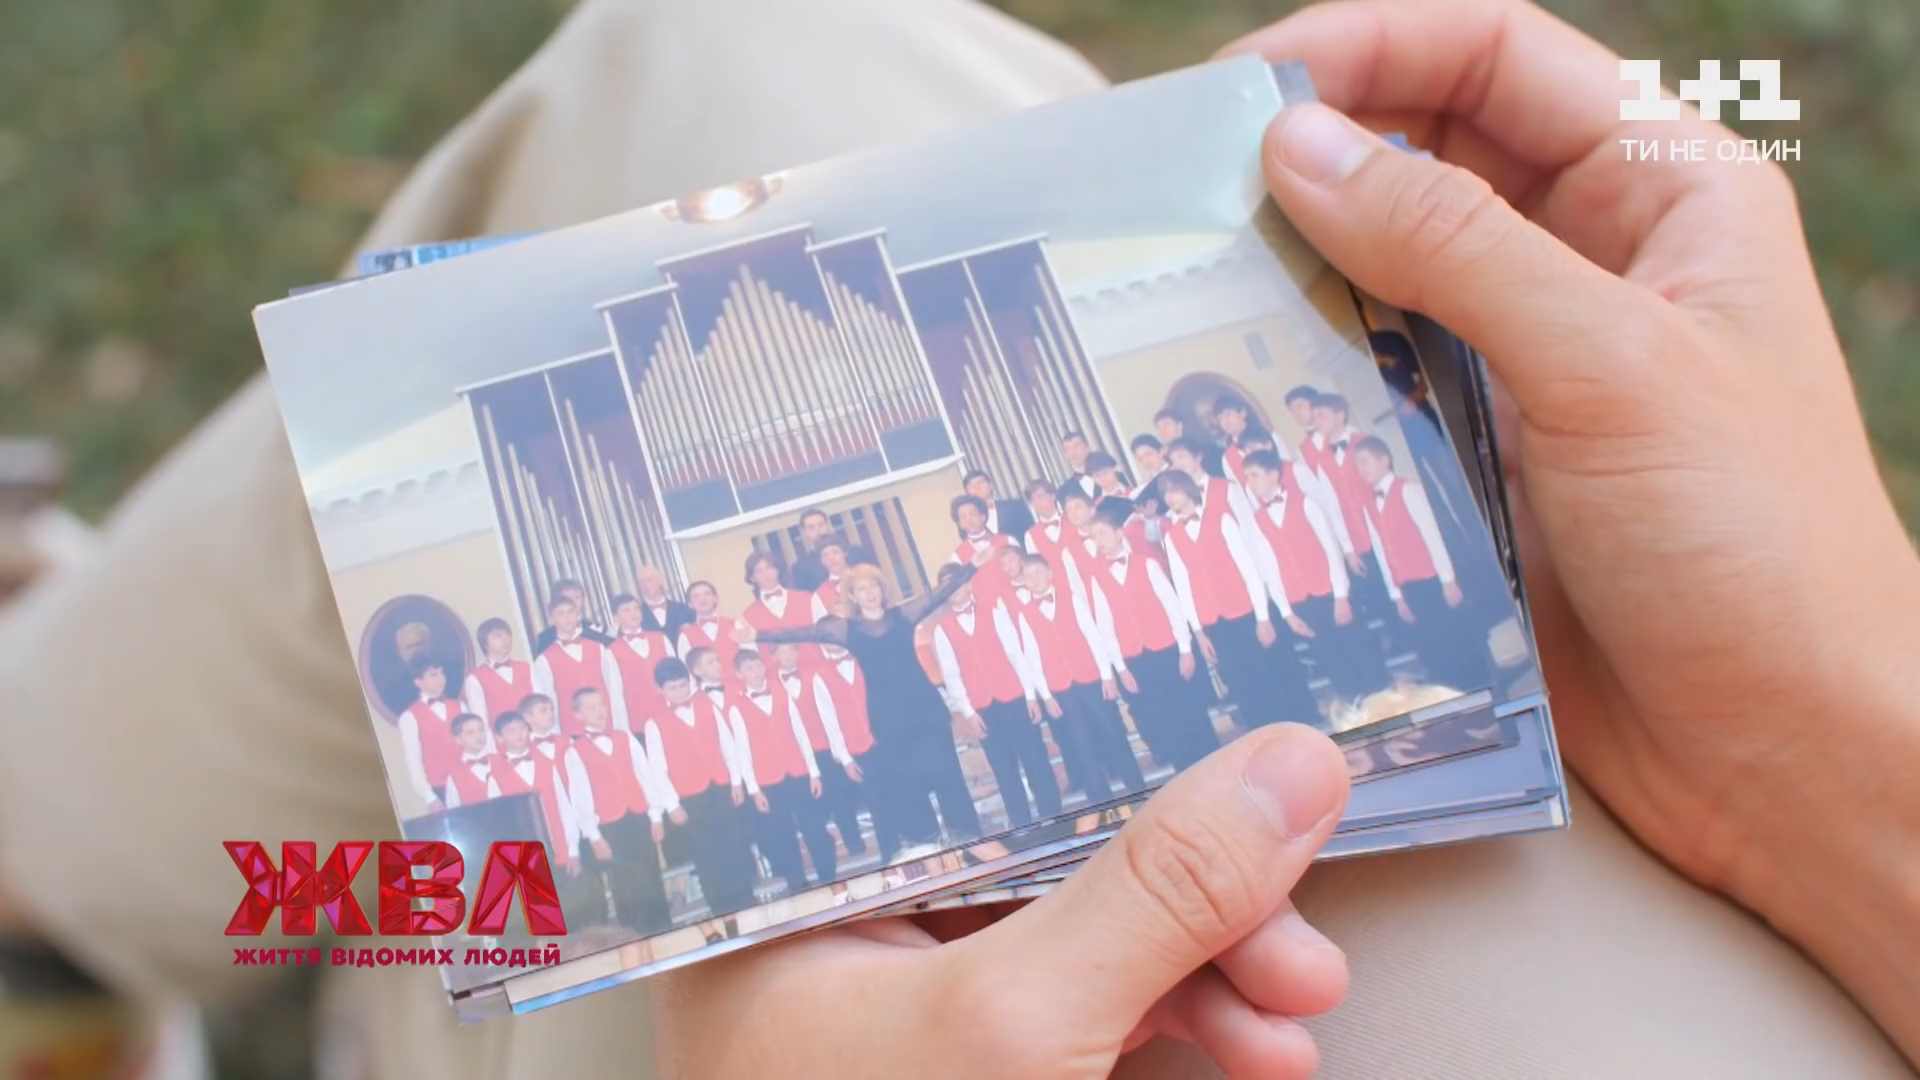 1+1
ТИ НЕ ОДИН
ЖВЛ
ЖИТТЯ ВІДОМИХ ЛЮДЕЙ